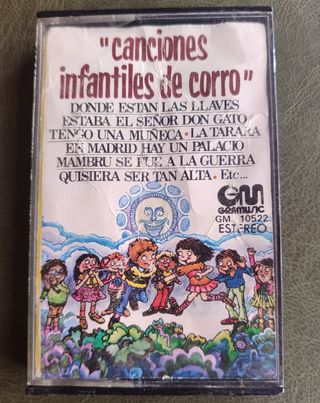 "canciones
infantiles de corro"
DONDE ESTAN LAS LLAVES
ESTABA EL SEÑOR DON GATO
TENGO UNA MUÑECA • LA TARARA
EN MADRID HAY UN PALACIO
MAMBRU SE FUE A LA GUERRA
QUISIERA SER TAN ALTA • Etc...
GM
GRAMUSIC
GM 10522
ESTEREO